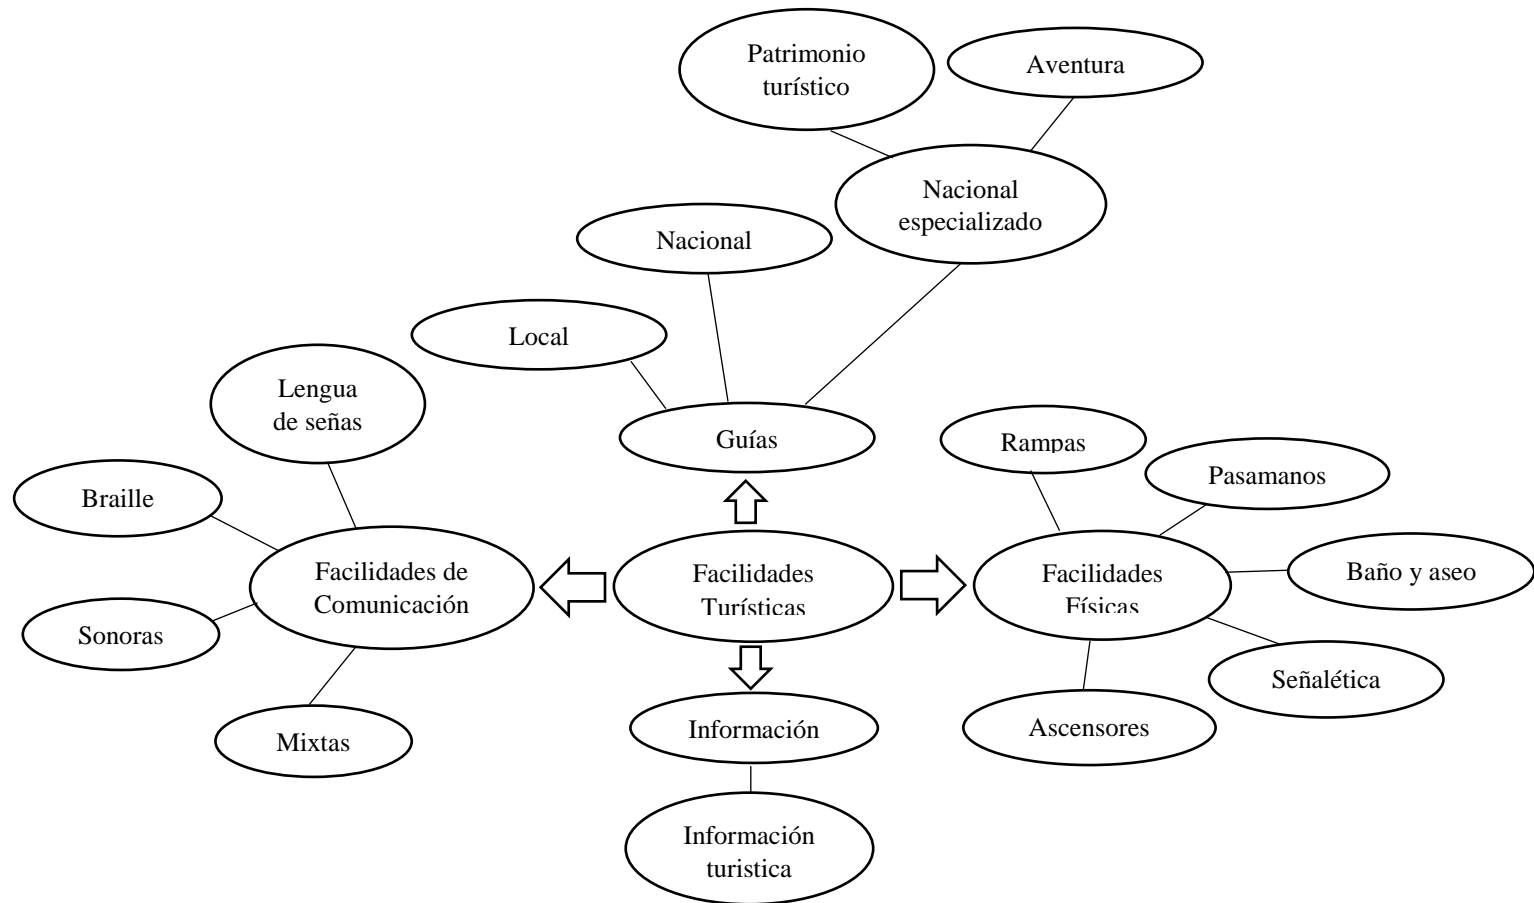 Patrimonio
turístico
Aventura
Nacional
especializado
Nacional
Local
Lengua
de señas
Guías
Rampas
Pasamanos
Braille
Facilidades de
Comunicación
Facilidades
Turísticas
Facilidades
Físicas
Baño y aseo
Sonoras
Señalética
Mixtas
Información
Ascensores
Información
turistica